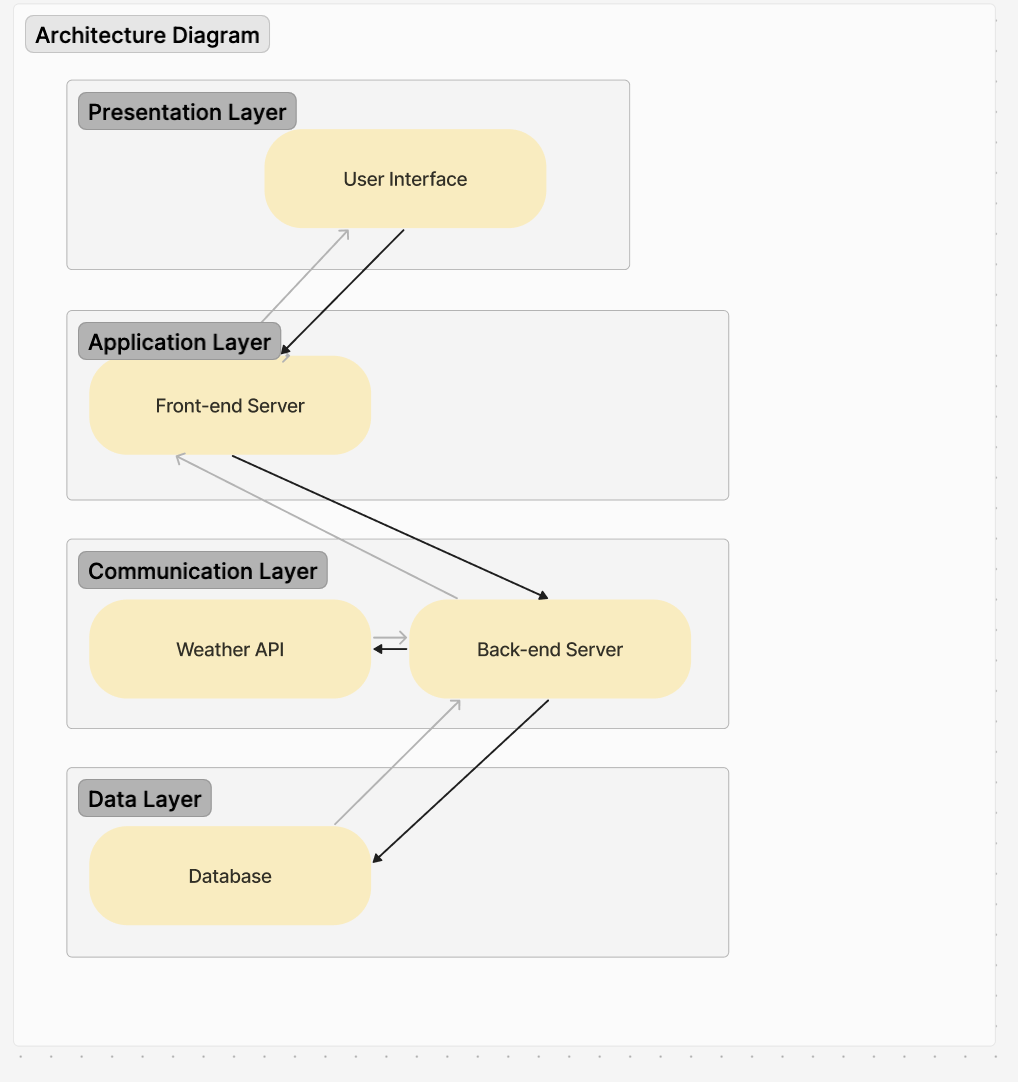 Architecture Diagram
Presentation Layer
User Interface
Application Layer
Front-end Server
Communication Layer
Weather API
Back-end Server
Data Layer
Database